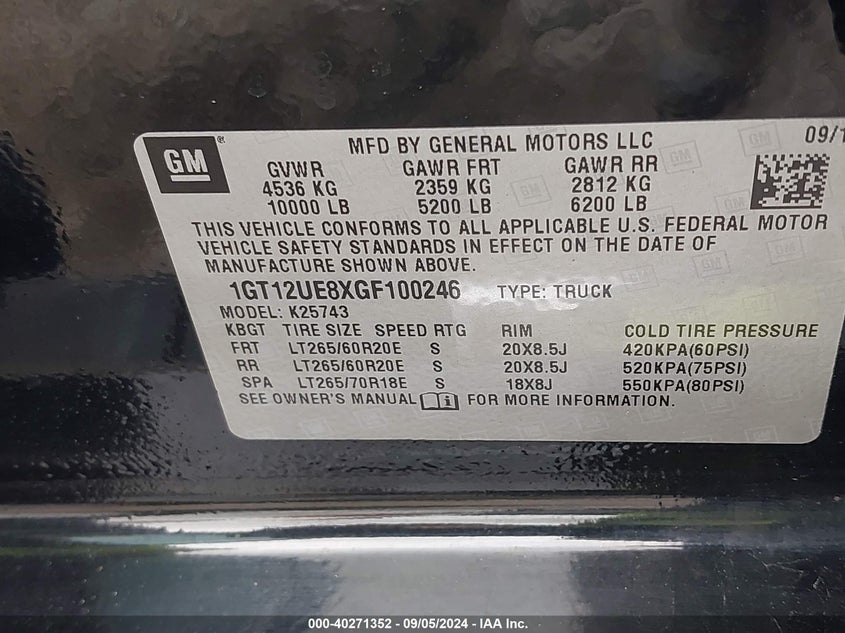 GM
MFD BY GENERAL MOTORS LLC 09/1
GVWR GAWR FRT GAWR RR
4536 KG 2359 KG 2812 KG
10000 LB 5200 LB 6200 LB
THIS VEHICLE CONFORMS TO ALL APPLICABLE U.S. FEDERAL MOTOR
VEHICLE SAFETY STANDARDS IN EFFECT ON THE DATE OF
MANUFACTURE SHOWN ABOVE.
1GT12UE8XGF100246 TYPE: TRUCK
MODEL: K25743
KBGT TIRE SIZE SPEED RTG RIM COLD TIRE PRESSURE
FRT LT265/60R20E S 20X8.5J 420KPA(60PSI)
RR LT265/60R20E S 20X8.5J 520KPA(75PSI)
SPA LT265/70R18E S 18X8J 550KPA(80PSI)
SEE OWNER'S MANUAL FOR MORE INFORMATION.
000-40271352 - 09/05/2024 - IAA Inc.